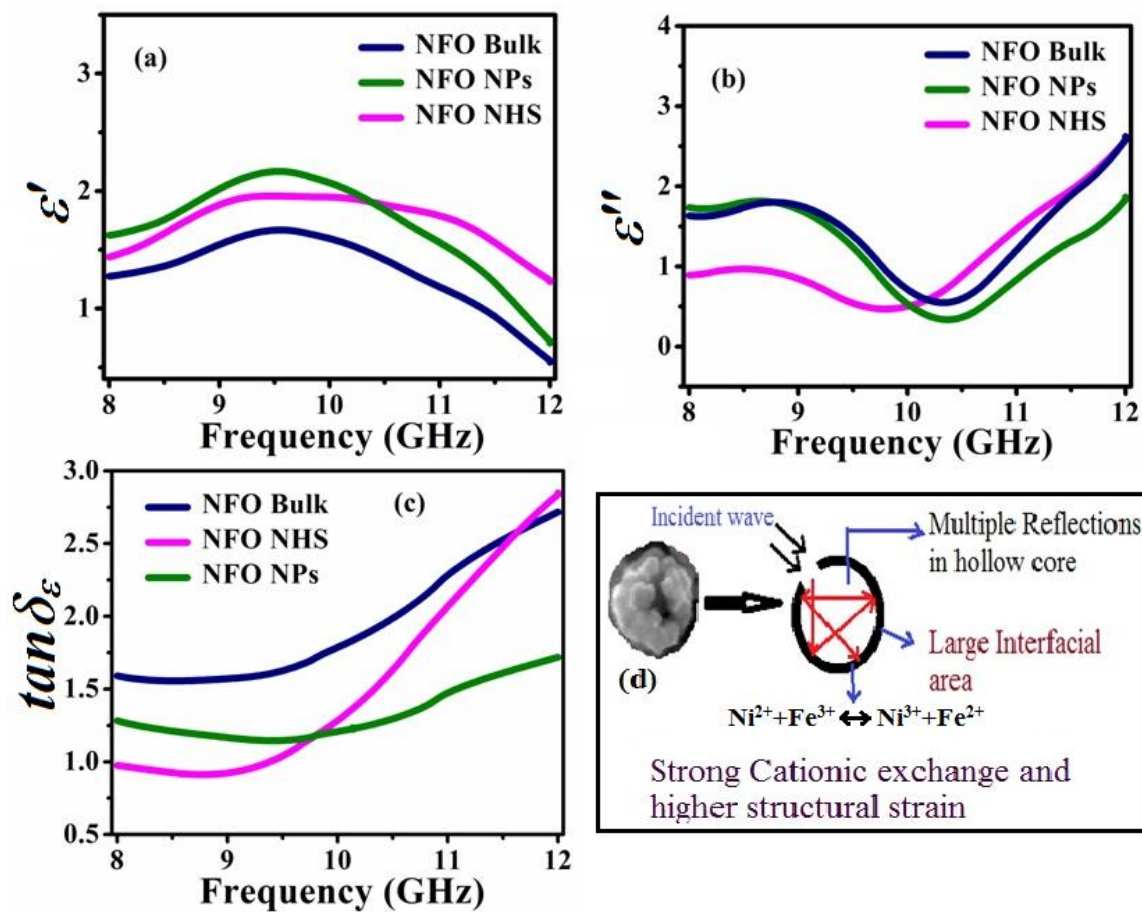 (a)
NFO Bulk
NFO NPs
NFO NHS
ε'
3
2
1
8 9 10 11 12
Frequency (GHz)
(b)
NFO Bulk
NFO NPs
NFO NHS
ε''
4
3
2
1
0
8 9 10 11 12
Frequency (GHz)
(c)
NFO Bulk
NFO NHS
NFO NPs
tanδε
3.0
2.5
2.0
1.5
1.0
0.5
8 9 10 11 12
Frequency (GHz)
Incident wave
Multiple Reflections
in hollow core
Large Interfacial
area
(d)
Ni²⁺+Fe³⁺ ↔ Ni³⁺+Fe²⁺
Strong Cationic exchange and
higher structural strain